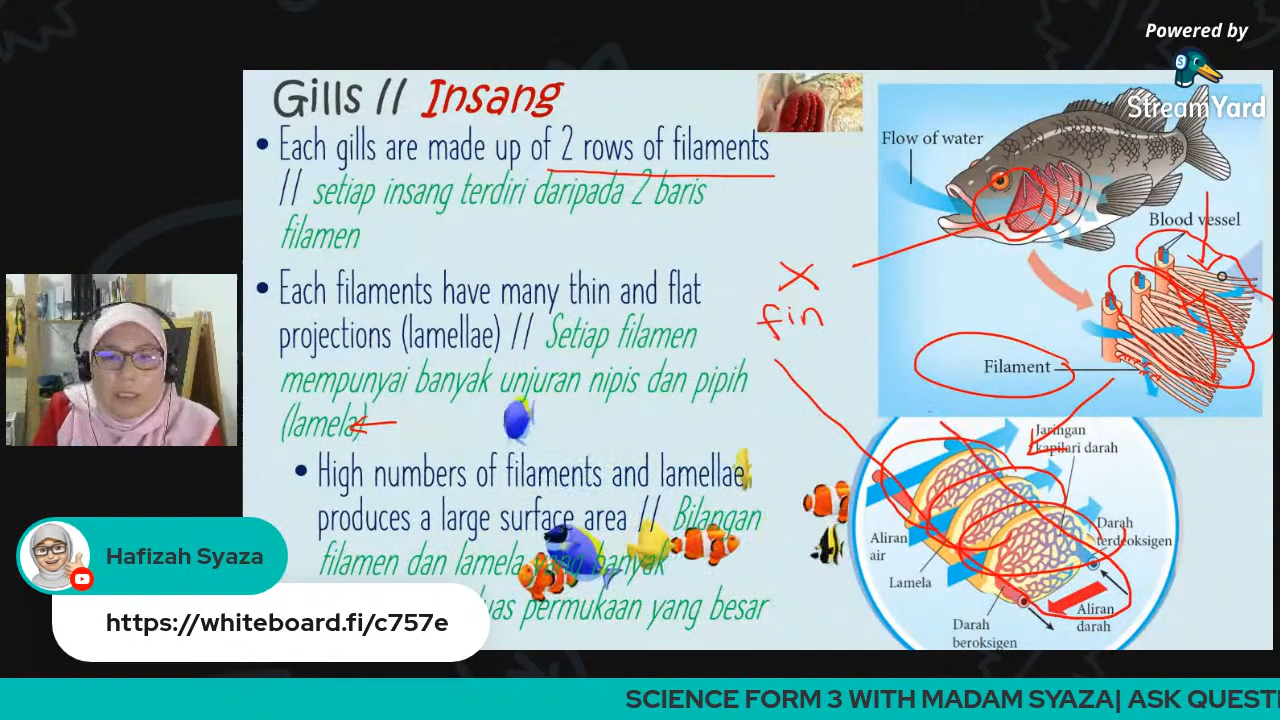 Powered by
StreamYard
Gills // Insang
• Each gills are made up of 2 rows of filaments
// setiap insang terdiri daripada 2 baris
filamen
• Each filaments have many thin and flat
projections (lamellae) // Setiap filamen
mempunyai banyak unjuran nipis dan pipih
(lamela)
• High numbers of filaments and lamellae
produces a large surface area // Bilangan
filamen dan lamela yang banyak
luas permukaan yang besar
X
fin
Flow of water
Blood vessel
Filament
Jaringan
kapilari darah
Aliran
air
Lamela
Darah
terdeoksigen
Aliran
darah
Darah
beroksigen
Hafizah Syaza
https://whiteboard.fi/c757e
SCIENCE FORM 3 WITH MADAM SYAZA| ASK QUESTI